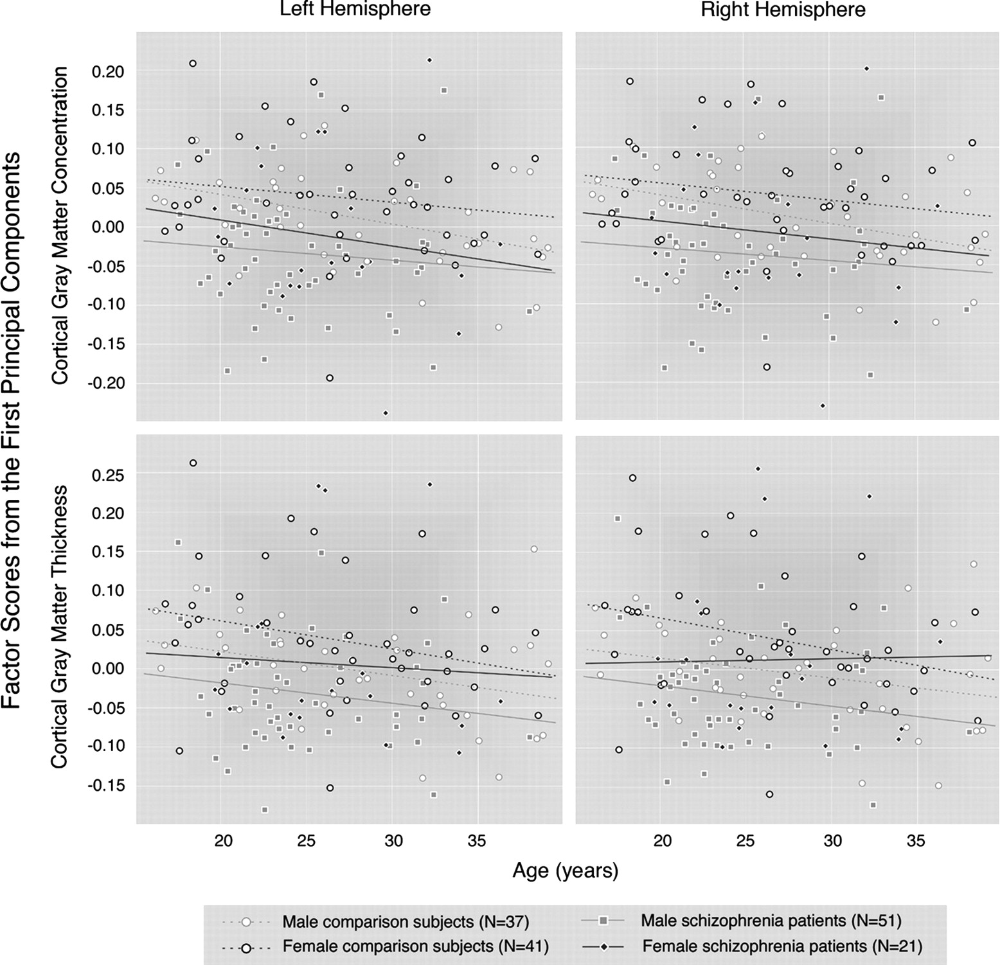 Left Hemisphere
Right Hemisphere
Factor Scores from the First Principal Components
Cortical Gray Matter Concentration
0.20
0.15
0.10
0.05
0.00
-0.05
-0.10
-0.15
-0.20
Cortical Gray Matter Thickness
0.25
0.20
0.15
0.10
0.05
0.00
-0.05
-0.10
-0.15
20 25 30 35
20 25 30 35
Age (years)
Male comparison subjects (N=37)
Male schizophrenia patients (N=51)
Female comparison subjects (N=41)
Female schizophrenia patients (N=21)